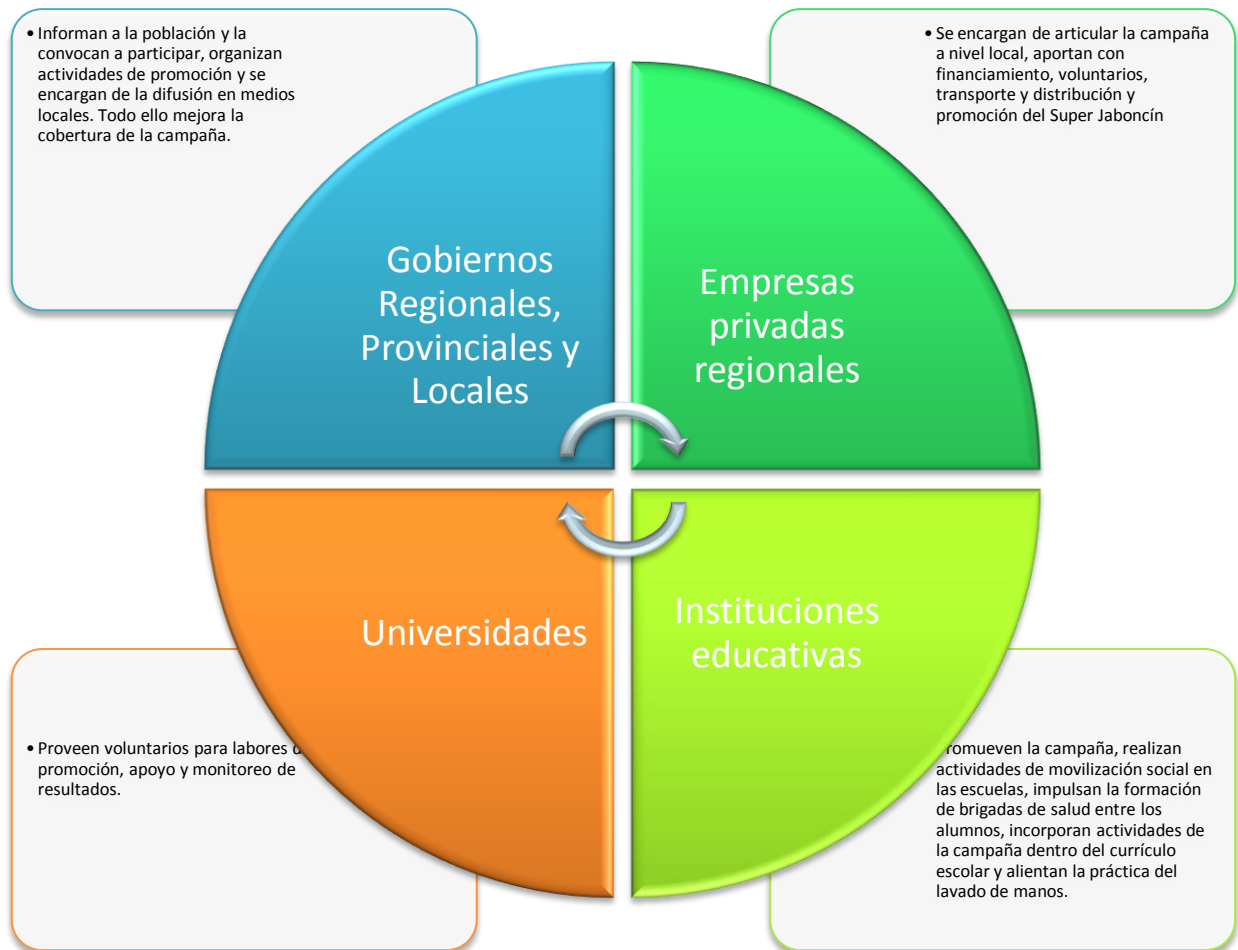 • Informan a la población y la
convocan a participar, organizan
actividades de promoción y se
encargan de la difusión en medios
locales. Todo ello mejora la
cobertura de la campaña.
• Se encargan de articular la campaña
a nivel local, aportan con
financiamiento, voluntarios,
transporte y distribución y
promoción del Super Jaboncín
Gobiernos
Regionales,
Provinciales y
Locales
Empresas
privadas
regionales
Universidades
Instituciones
educativas
• Proveen voluntarios para labores
promoción, apoyo y monitoreo de
resultados.
romueven la campaña, realizan
actividades de movilización social en
las escuelas, impulsan la formación
de brigadas de salud entre los
alumnos, incorporan actividades de
la campaña dentro del currículo
escolar y alientan la práctica del
lavado de manos.